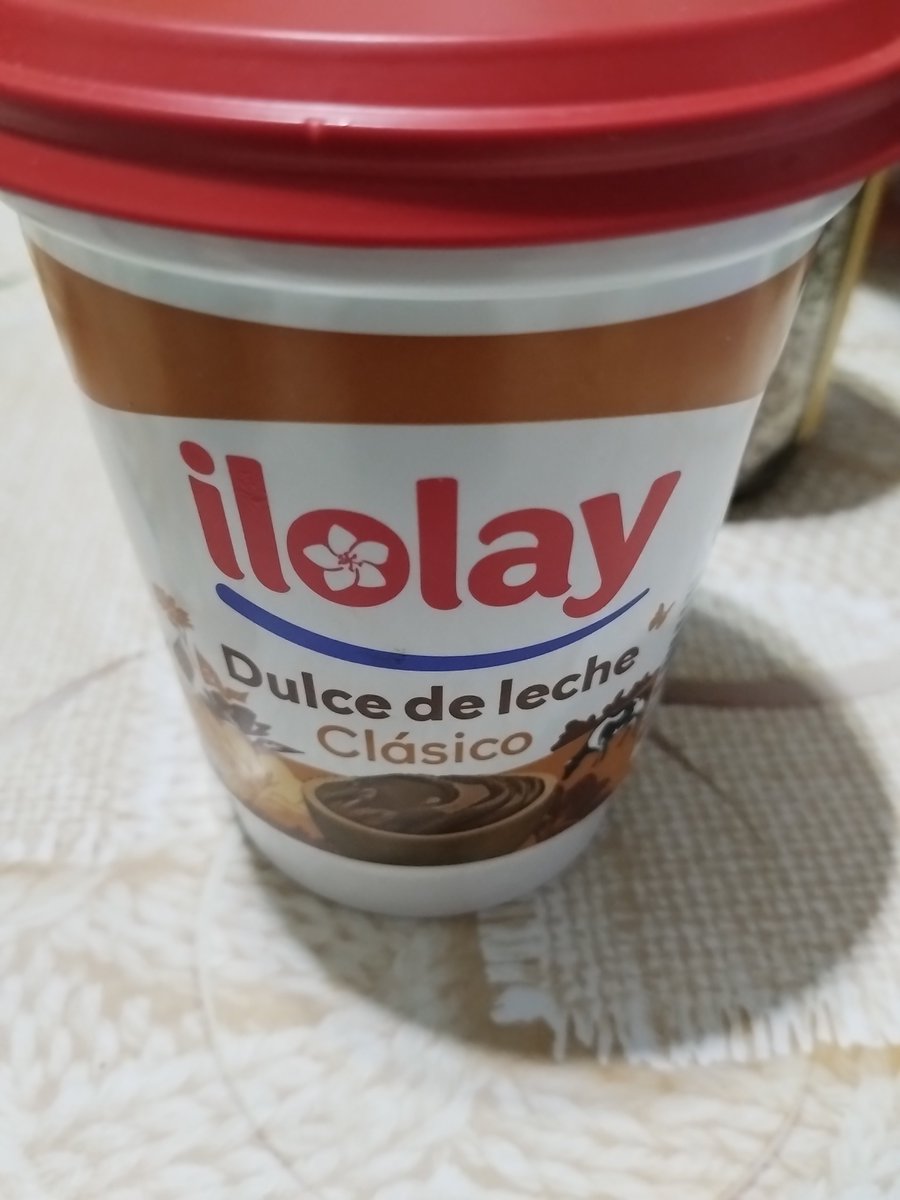 ilolay
Dulce de leche
Clásico